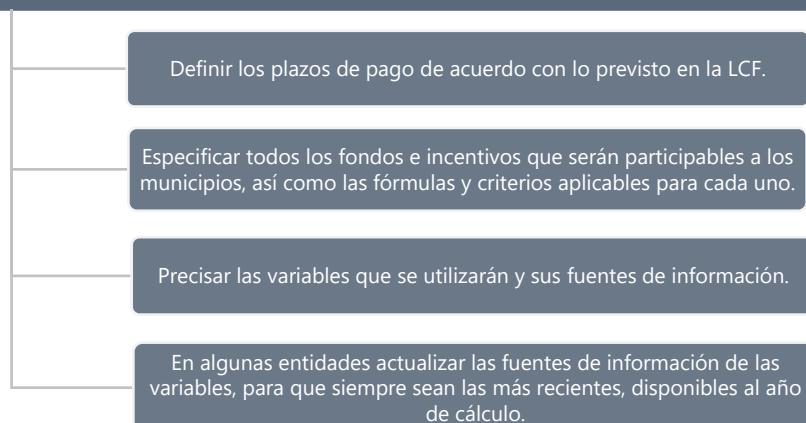 Definir los plazos de pago de acuerdo con lo previsto en la LCF.
Especificar todos los fondos e incentivos que serán participables a los
municipios, así como las fórmulas y criterios aplicables para cada uno.
Precisar las variables que se utilizarán y sus fuentes de información.
En algunas entidades actualizar las fuentes de información de las
variables, para que siempre sean las más recientes, disponibles al año
de cálculo.